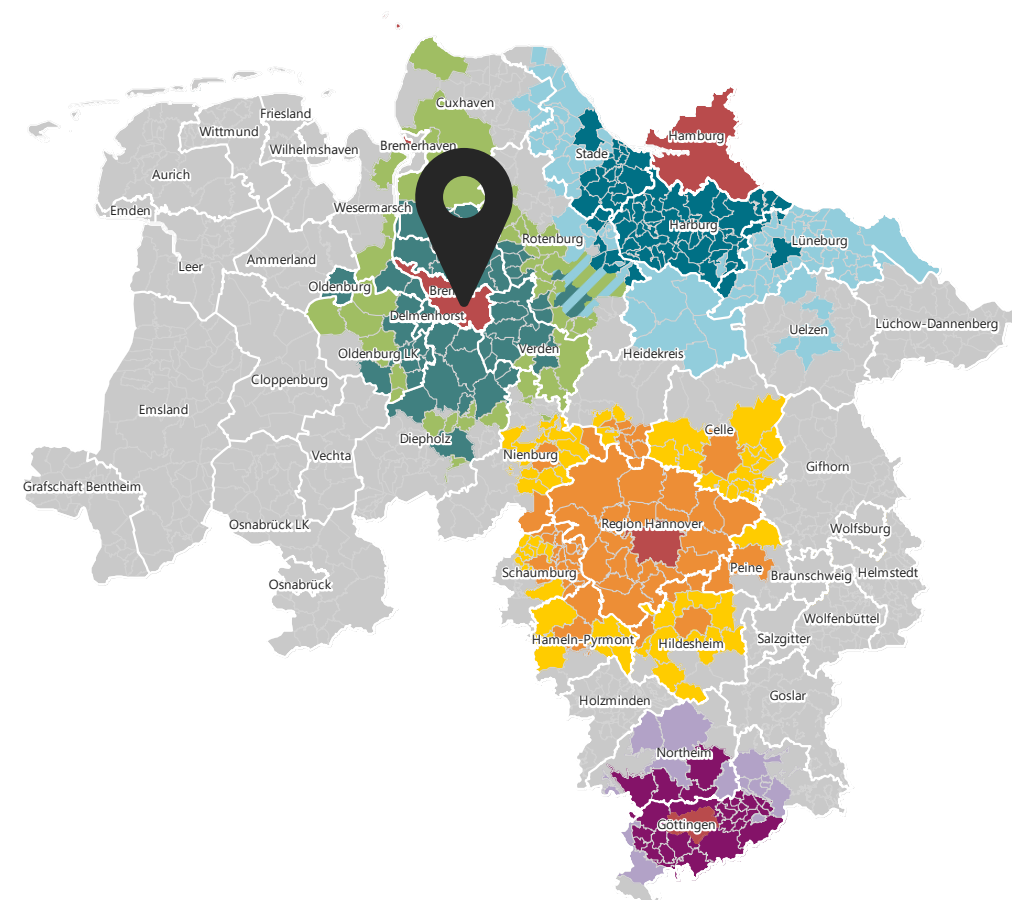 Cuxhaven
Friesland
Hamburg
Wittmund
Bremerhaven
Wilhelmshaven
Stade
Aurich
Wesermarsch
Emden
Harburg
Rotenburg
Lüneburg
Ammerland
Leer
Oldenburg
Brem
Delmenhorst
Lüchow-Dannenberg
Uelzen
Verden
Oldenburg LK
Heidekreis
Cloppenburg
Emsland
Celle
Diepholz
Vechta
Nienburg
Gifhorn
Grafschaft Bentheim
Osnabrück LK
Region Hannover
Wolfsburg
Peine
Schaumburg
Braunschweig
Helmstedt
Osnabrück
Wolfenbüttel
Hameln-Pyrmont
Hildesheim
Salzgitter
Holzminden
Goslar
Northeim
Göttingen